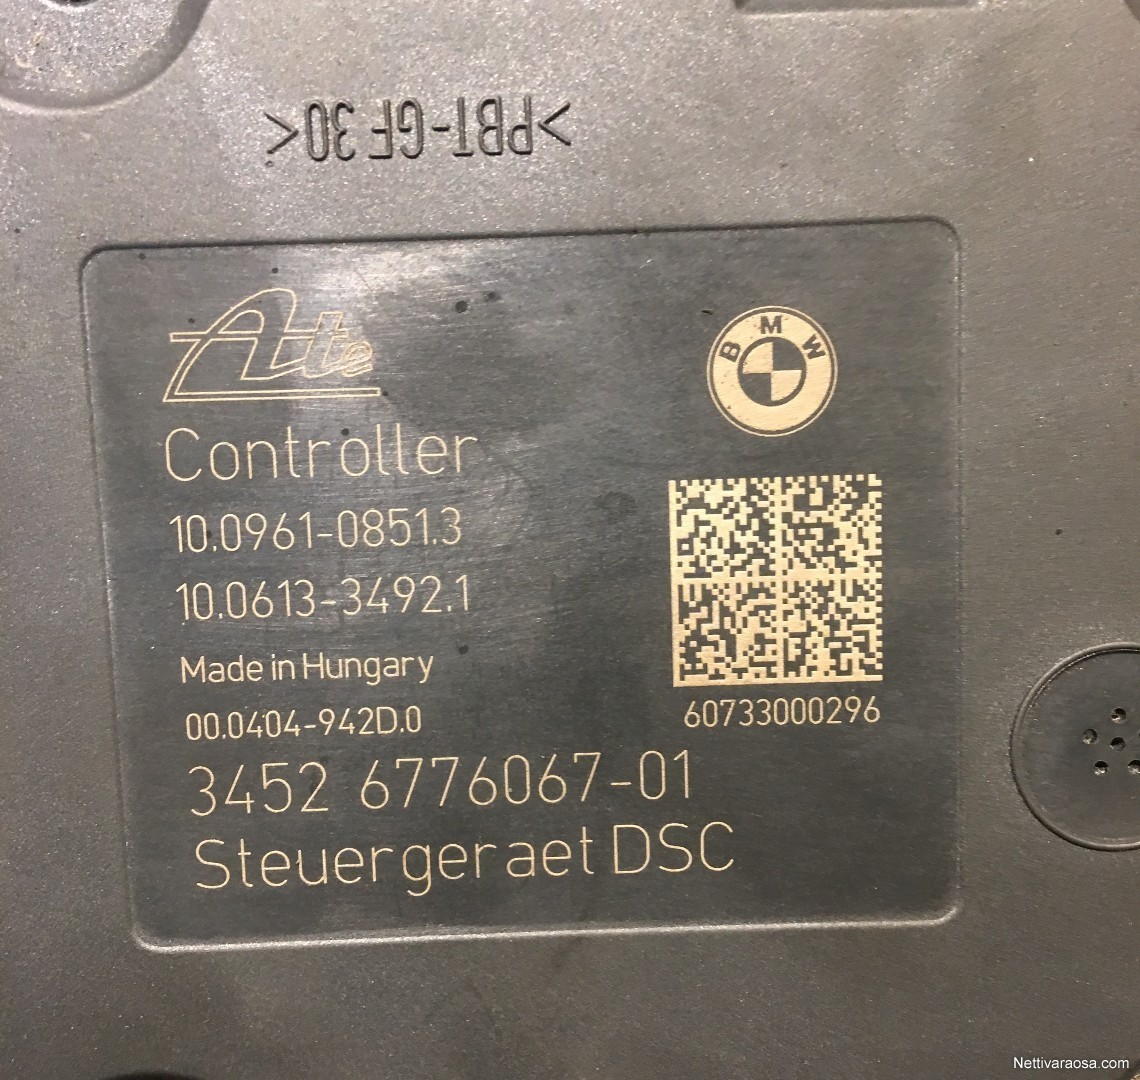 >PBT-GF 30<
Ate
BMW
Controller
10.0961-0851.3
10.0613-3492.1
Made in Hungary
00.0404-942D.0
60733000296
3452 6776067-01
Steuergeraet DSC
Nettivaraosa.com